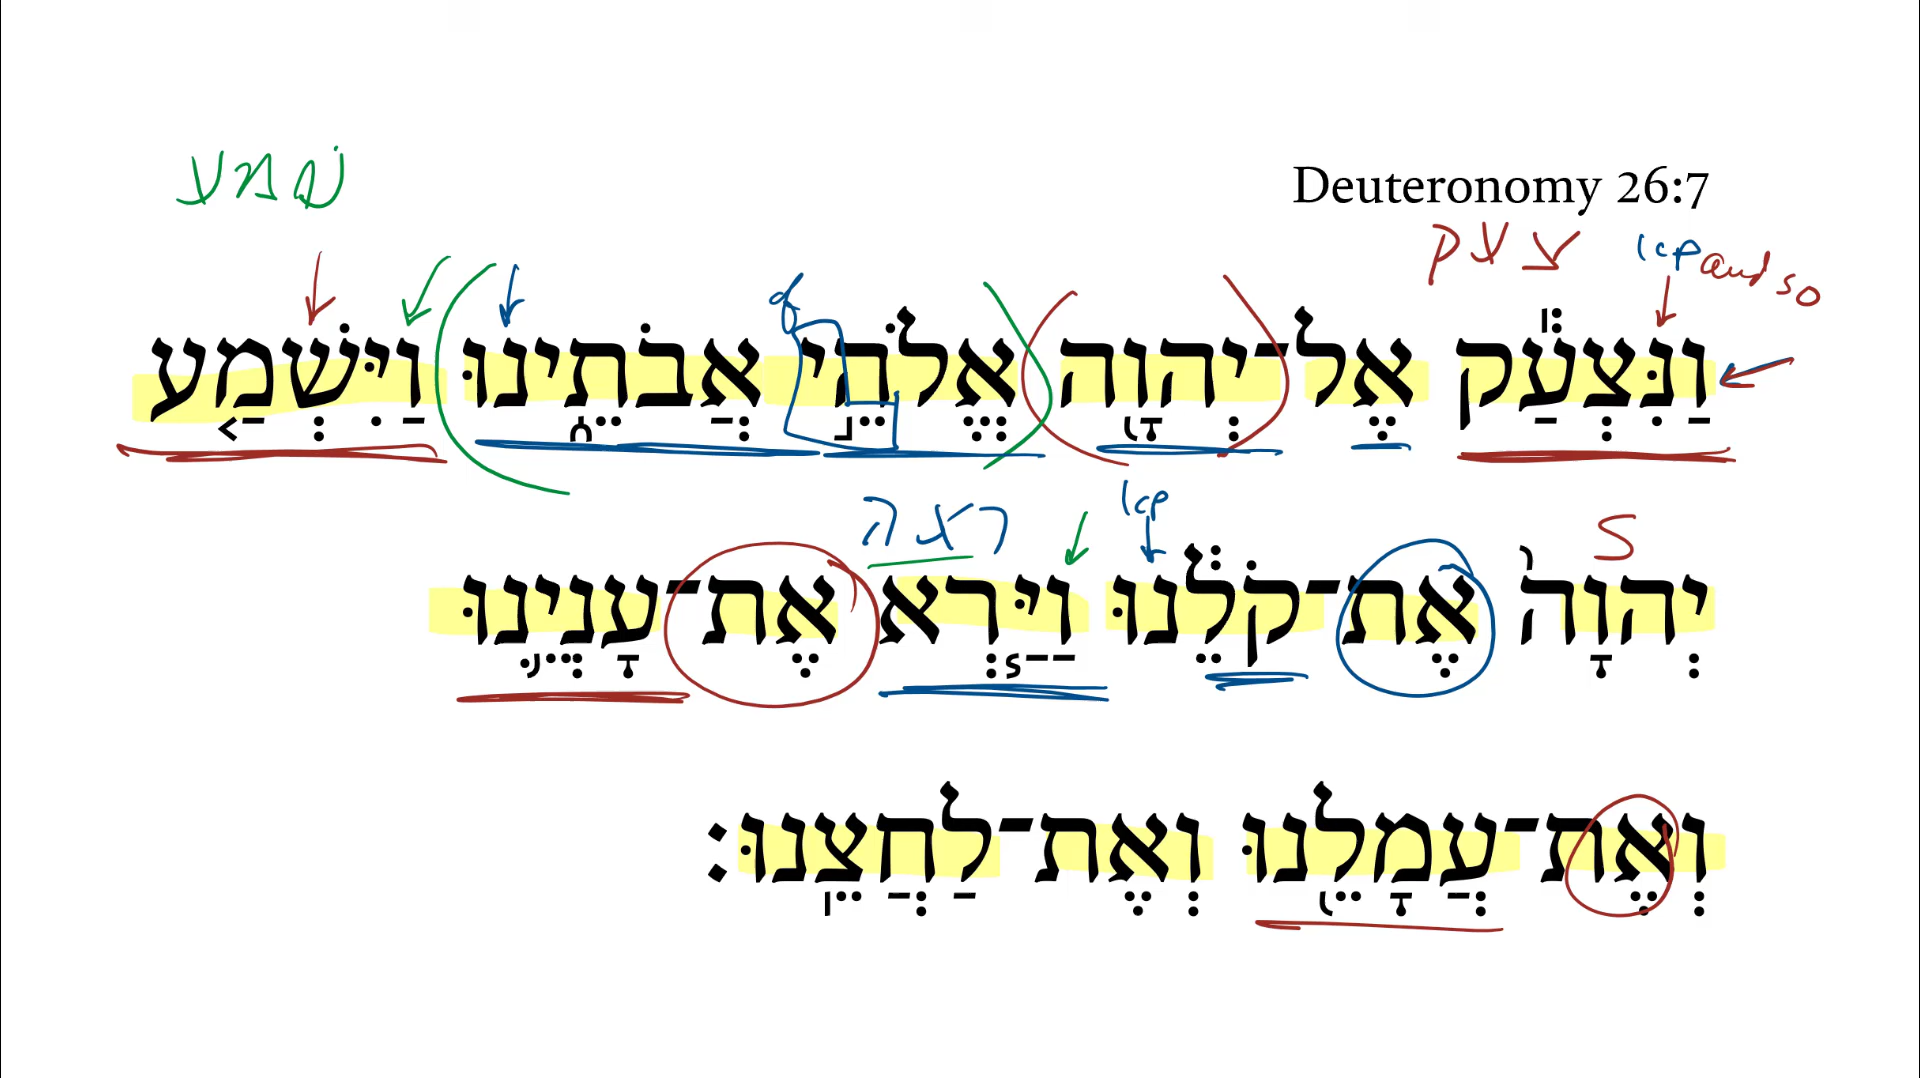 Deuteronomy 26:7
שמע
צעק
1cp and so
of
וַנִּצְעַ֕ק אֶל־יְהוָ֖ה אֱלֹהֵ֣י אֲבֹתֵ֑ינוּ וַיִּשְׁמַ֤ע
S
1cp
ראה
יְהוָה֙ אֶת־קֹלֵ֔נוּ וַיַּ֧רְא אֶת־עָנְיֵ֛נוּ
וְאֶת־עֲמָלֵ֖נוּ וְאֶת־לַחֲצֵֽנוּ׃